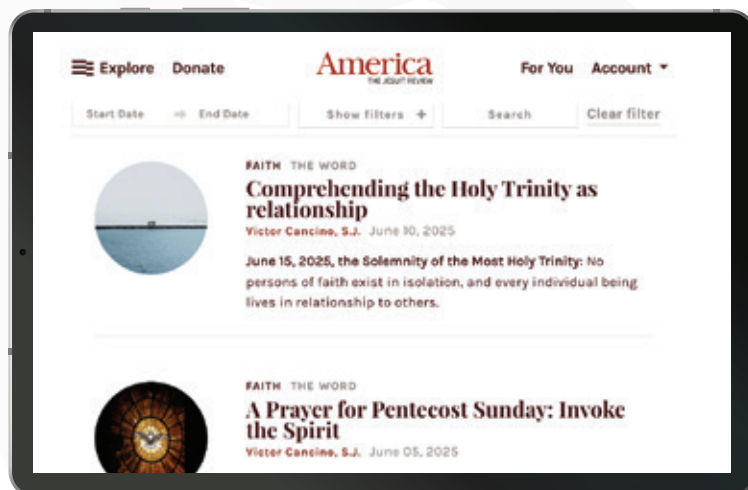 Explore Donate America For You Account
THE JESUIT REVIEW
Start Date End Date Show filters + Search Clear filter
FAITH THE WORD
Comprehending the Holy Trinity as
relationship
Victor Cancino, S.J. June 10, 2025
June 15, 2025, the Solemnity of the Most Holy Trinity: No
persons of faith exist in isolation, and every individual being
lives in relationship to others.
FAITH THE WORD
A Prayer for Pentecost Sunday: Invoke
the Spirit
Victor Cancino, S.J. June 05, 2025